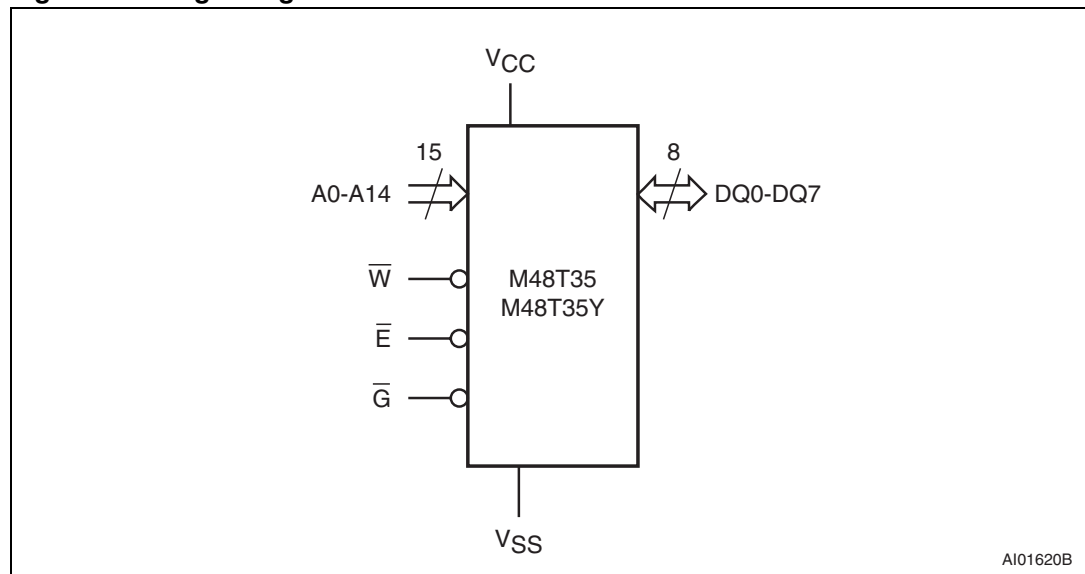 VCC
15
8
A0-A14
DQ0-DQ7
W̅
M48T35
M48T35Y
E̅
G̅
VSS
AI01620B